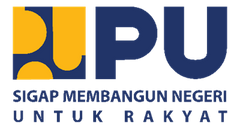 PU
SIGAP MEMBANGUN NEGERI
UNTUK RAKYAT